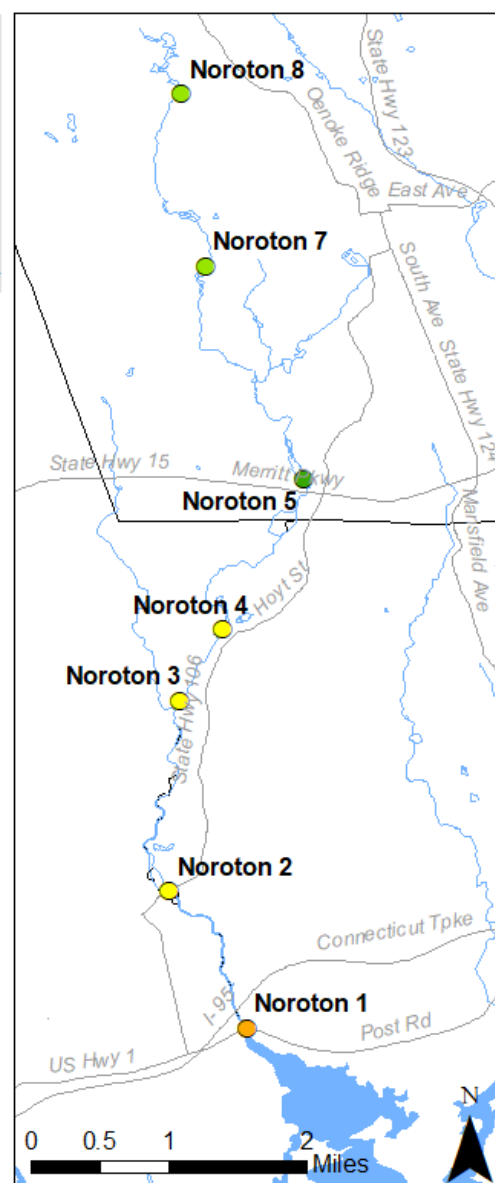 Noroton 8
State Hwy 123
Oenoke Ridge
East Ave
Noroton 7
South Ave
State Hwy 124
State Hwy 15
Merritt Pkwy
Noroton 5
Mansfield Ave
Noroton 4
Hoyt St
Noroton 3
State Hwy 106
Noroton 2
Connecticut Tpke
Noroton 1
I- 95
Post Rd
US Hwy 1
N
0 0.5 1 2
Miles